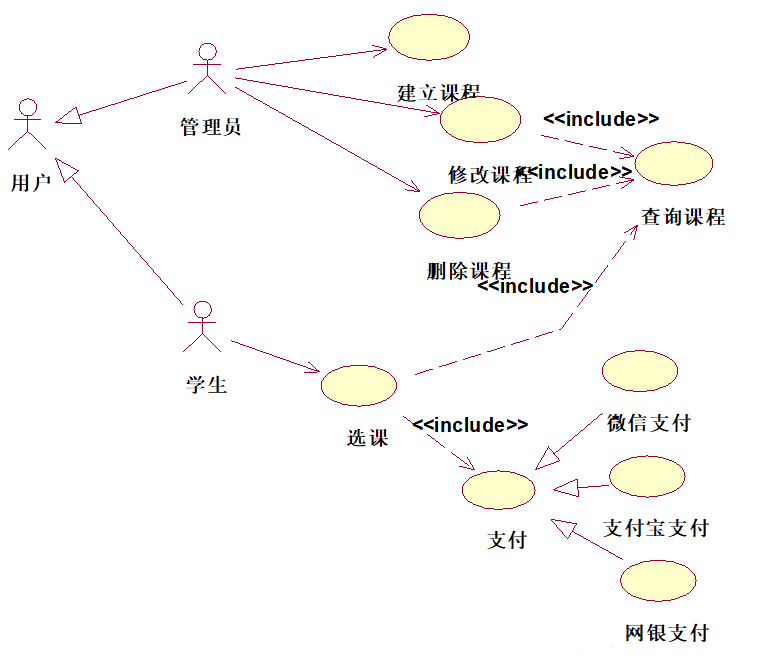 建立课程
管理员
<<include>>
修改课程
<<include>>
用户
查询课程
删除课程
<<include>>
学生
选课
<<include>>
微信支付
支付宝支付
支付
网银支付